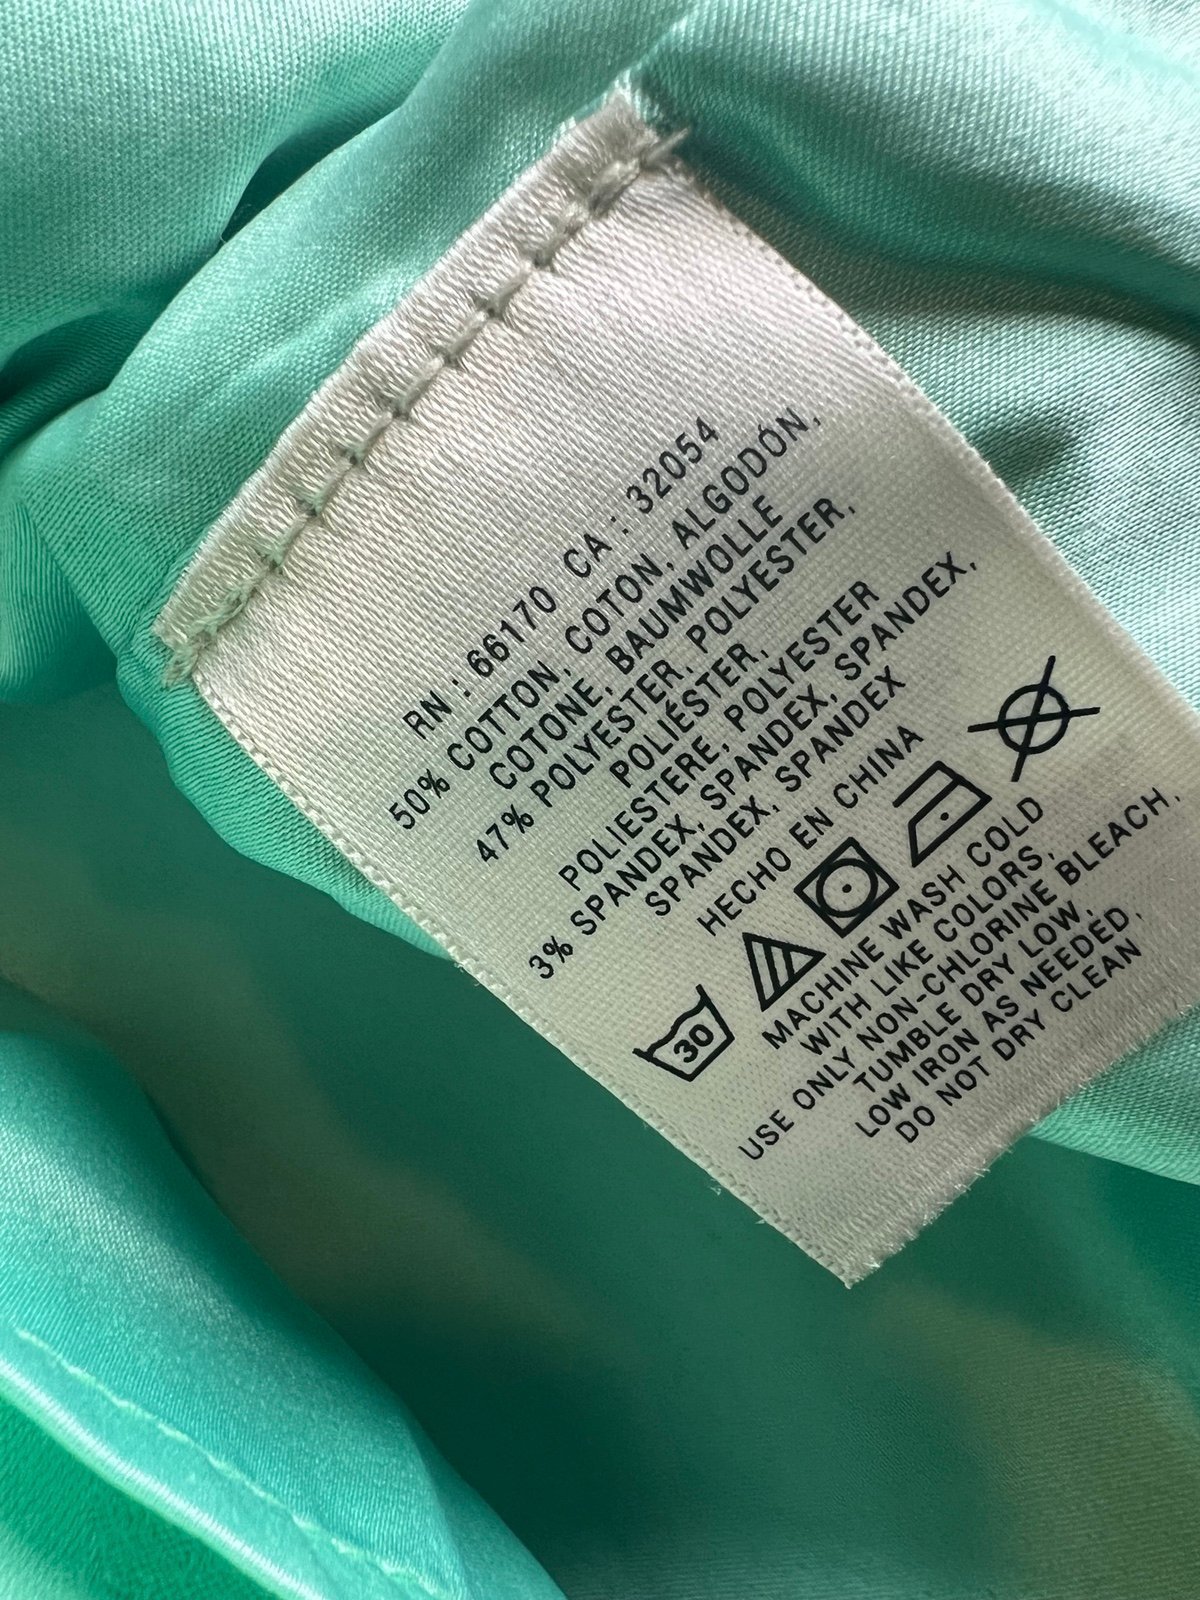 RN : 66170 CA : 32054
50% COTTON, COTON, ALGODÓN,
COTONE, BAUMWOLLE
47% POLYESTER, POLYESTER,
POLIÉSTER,
POLIESTERE, POLYESTER
3% SPANDEX, SPANDEX, SPANDEX,
SPANDEX, SPANDEX
HECHO EN CHINA
30
MACHINE WASH COLD
WITH LIKE COLORS,
USE ONLY NON-CHLORINE BLEACH,
TUMBLE DRY LOW,
LOW IRON AS NEEDED,
DO NOT DRY CLEAN